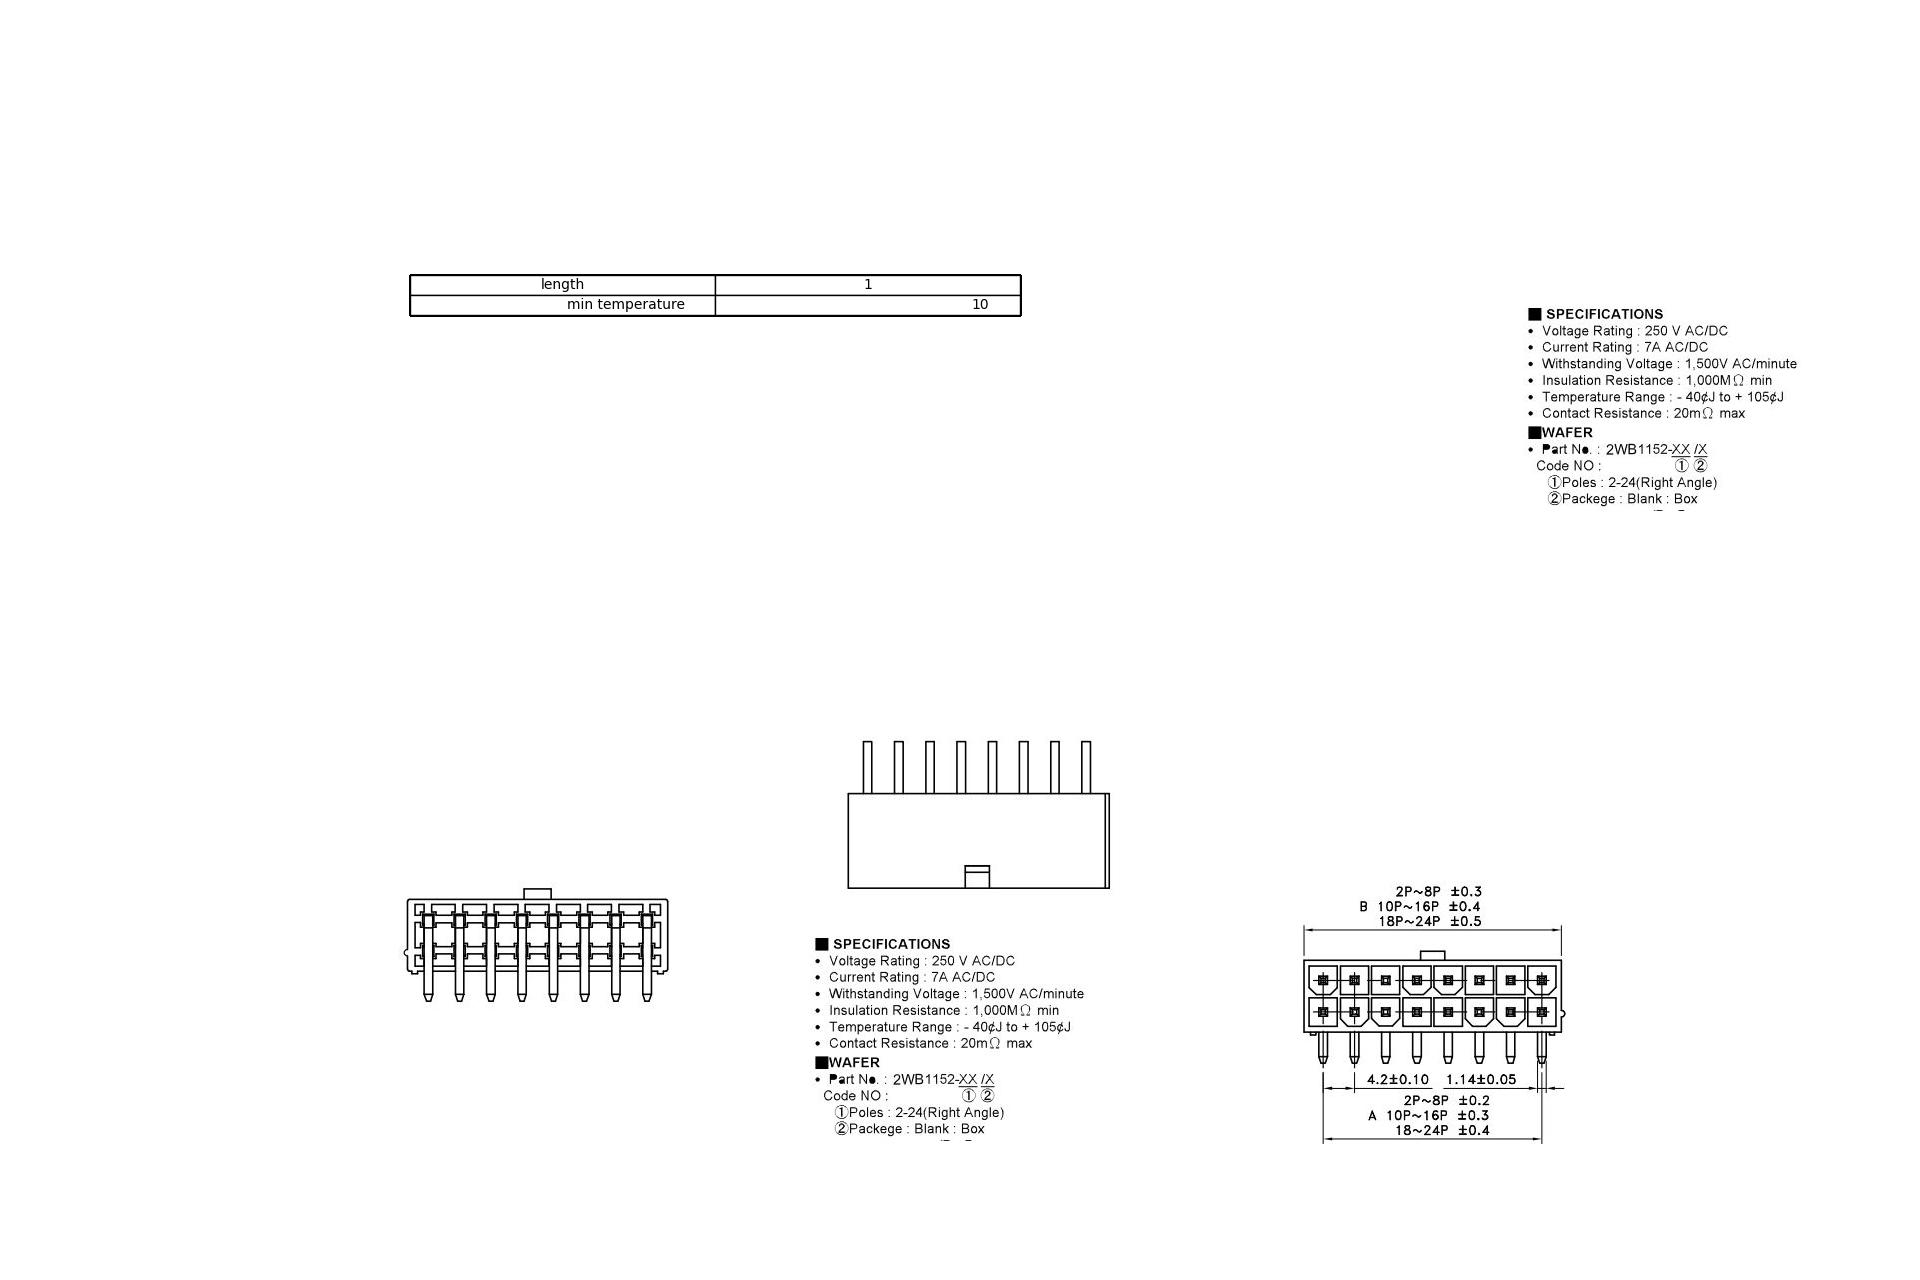 length 1
min temperature 10
■ SPECIFICATIONS
• Voltage Rating : 250 V AC/DC
• Current Rating : 7A AC/DC
• Withstanding Voltage : 1,500V AC/minute
• Insulation Resistance : 1,000MΩ min
• Temperature Range : - 40¢J to + 105¢J
• Contact Resistance : 20mΩ max
■WAFER
• Part No. : 2WB1152-XX /X
Code NO : ① ②
①Poles : 2-24(Right Angle)
②Packege : Blank : Box
■ SPECIFICATIONS
• Voltage Rating : 250 V AC/DC
• Current Rating : 7A AC/DC
• Withstanding Voltage : 1,500V AC/minute
• Insulation Resistance : 1,000MΩ min
• Temperature Range : - 40¢J to + 105¢J
• Contact Resistance : 20mΩ max
■WAFER
• Part No. : 2WB1152-XX /X
Code NO : ① ②
①Poles : 2-24(Right Angle)
②Packege : Blank : Box
2P~8P ±0.3
B 10P~16P ±0.4
18P~24P ±0.5
4.2±0.10 1.14±0.05
2P~8P ±0.2
A 10P~16P ±0.3
18~24P ±0.4